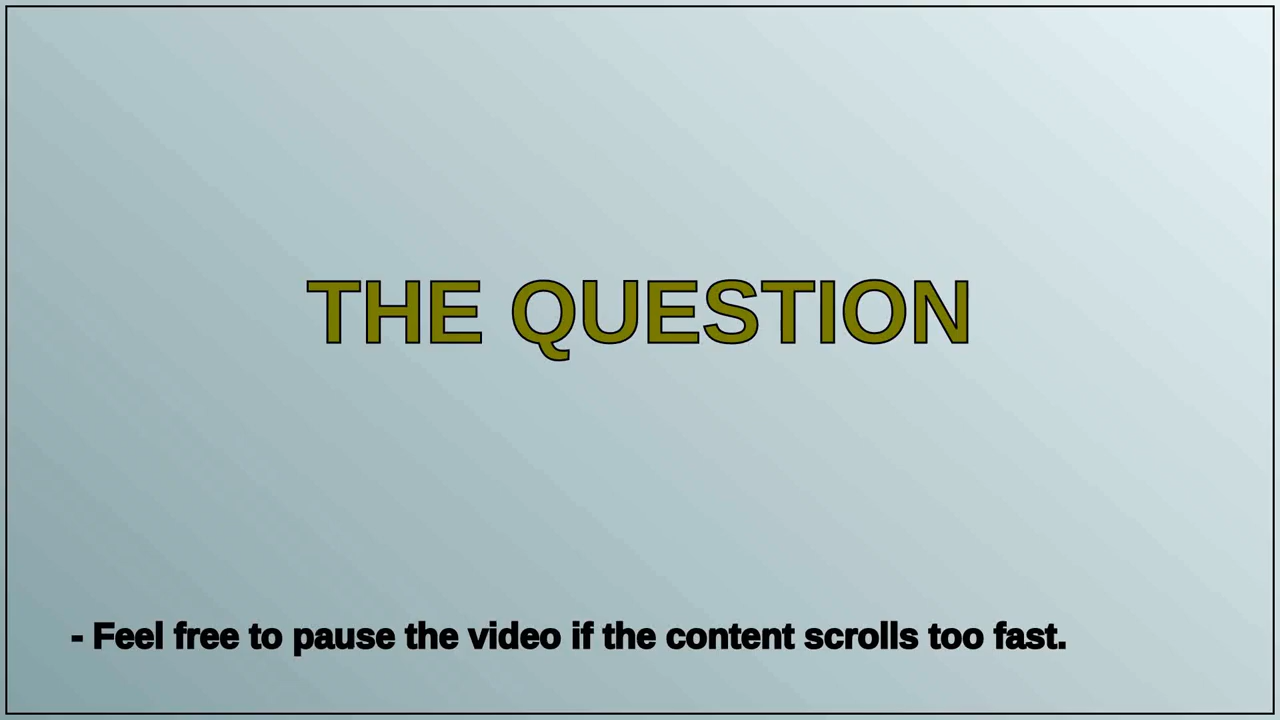 THE QUESTION
- Feel free to pause the video if the content scrolls too fast.